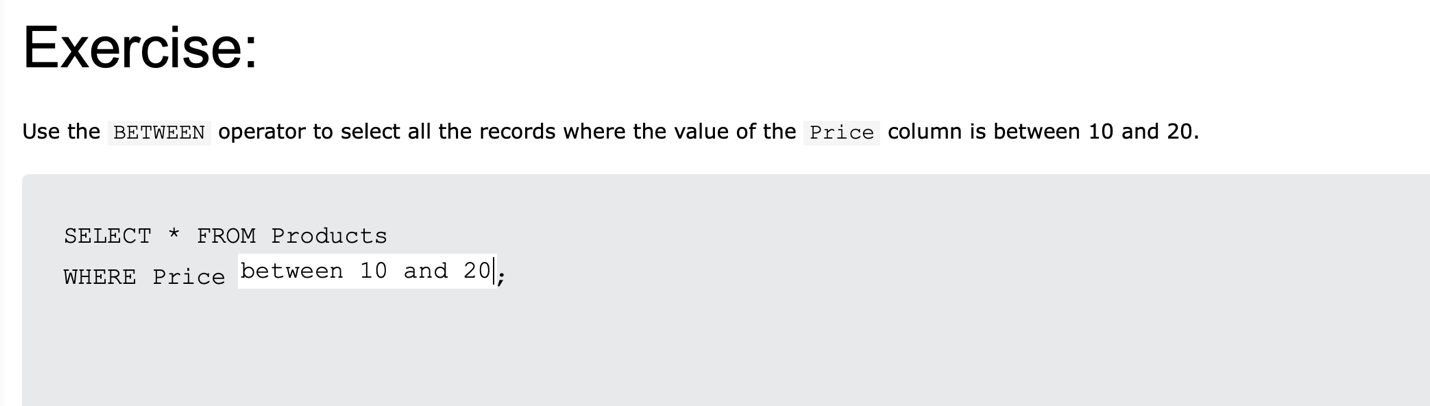 Exercise:
Use the BETWEEN operator to select all the records where the value of the Price column is between 10 and 20.
SELECT * FROM Products
WHERE Price between 10 and 20;